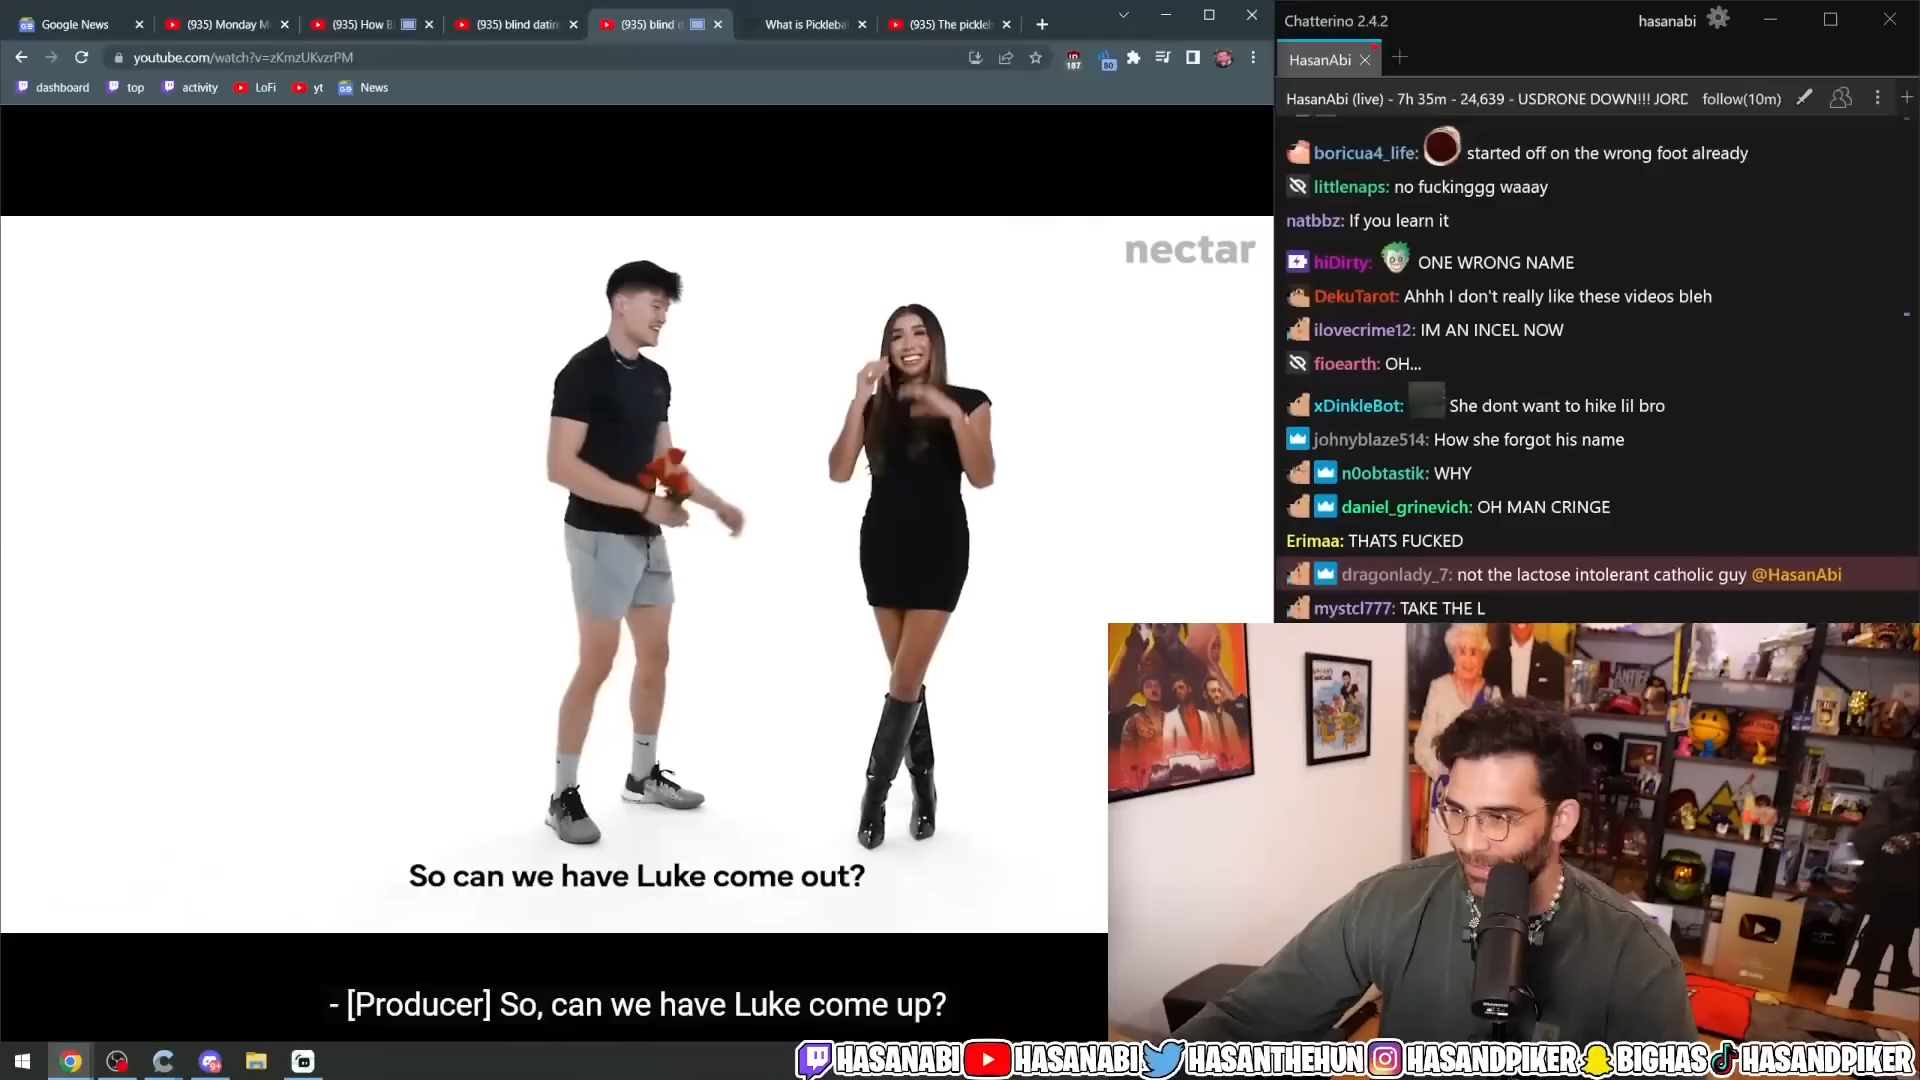 Google News
(935) Monday M
(935) How B
(935) blind datin
(935) blind d
What is Pickleba
(935) The pickleb
youtube.com/watch?v=zKmzUKvzrPM
187
80
dashboard
top
activity
LoFi
yt
News
nectar
So can we have Luke come out?
- [Producer] So, can we have Luke come up?
Chatterino 2.4.2
hasanabi
HasanAbi
HasanAbi (live) - 7h 35m - 24,639 - USDRONE DOWN!!! JORD
follow(10m)
boricua4_life: started off on the wrong foot already
littlenaps: no fuckinggg waaay
natbbz: If you learn it
hiDirty: ONE WRONG NAME
DekuTarot: Ahhh I don't really like these videos bleh
ilovecrime12: IM AN INCEL NOW
fioearth: OH...
xDinkleBot: She dont want to hike lil bro
johnyblaze514: How she forgot his name
n0obtastik: WHY
daniel_grinevich: OH MAN CRINGE
Erimaa: THATS FUCKED
dragonlady_7: not the lactose intolerant catholic guy @HasanAbi
mystcl777: TAKE THE L
HASANABI HASANABI HASANTHEHUN HASANDPIKER BIGHAS HASANDPIKER